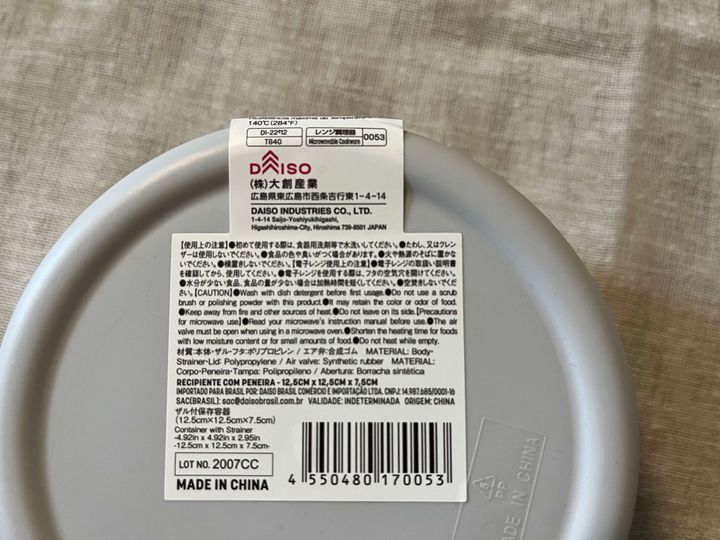 Resistência máxima de temperatura
140℃(284°F)
DI-22억2
T840
レンジ調理器
Microwavable Cookware
0053
DAISO
(株)大創産業
広島県東広島市西条吉行東1-4-14
DAISO INDUSTRIES CO., LTD.
1-4-14 Saijo-Yoshiyukihigashi,
Higashihiroshima-City, Hiroshima 739-8501 JAPAN
【使用上の注意】●初めて使用する際は、食器用洗剤等で水洗いしてください。●たわし、又はクレン
ザーは使用しないでください。●食品の色や臭いがつく場合があります。●火や熱源のそばに置かな
いでください。●横置きしないでください。【電子レンジ使用上の注意】●電子レンジの取扱い説明書
を確認してから、使用してください。●電子レンジを使用する際は、フタの空気穴を開けてください。
●水分が少ない食品、食品の量が少ない場合は加熱時間を短くしてください。●空焚きしないでくだ
さい。【CAUTION】●Wash with dish detergent before first usage.●Do not use a scrub
brush or polishing powder with this product.●It may retain the color or odor of food.
●Keep away from fire and other sources of heat.●Do not leave on its side.【Precautions
for microwave use】●Read your microwave's instruction manual before use.●The air
valve must be open when using in a microwave oven.●Shorten the heating time for foods
with low moisture content or for small amounts of food.●Do not heat while empty.
材質:本体・ザル・フタ:ポリプロピレン / エア弁:合成ゴム MATERIAL: Body-
Strainer-Lid: Polypropylene / Air valve: Synthetic rubber MATERIAL:
Corpo-Peneira-Tampa: Polipropileno / Abertura: Borracha sintética
RECIPIENTE COM PENEIRA - 12,5CM x 12,5CM x 7,5CM
IMPORTADO PARA BRASIL POR: DAISO BRASIL COMÉRCIO E IMPORTAÇÃO LTDA. CNPJ: 14.987.685/0001-16
SAC(BRASIL): sac@daisobrasil.com.br VALIDADE: INDETERMINADA ORIGEM: CHINA
ザル付保存容器
(12.5cm×12.5cm×7.5cm)
Container with Strainer
-4.92in x 4.92in x 2.95in
-12.5cm x 12.5cm x 7.5cm-
LOT NO. 2007CC
MADE IN CHINA
4 550480 170053
5
PP
MADE IN CHINA